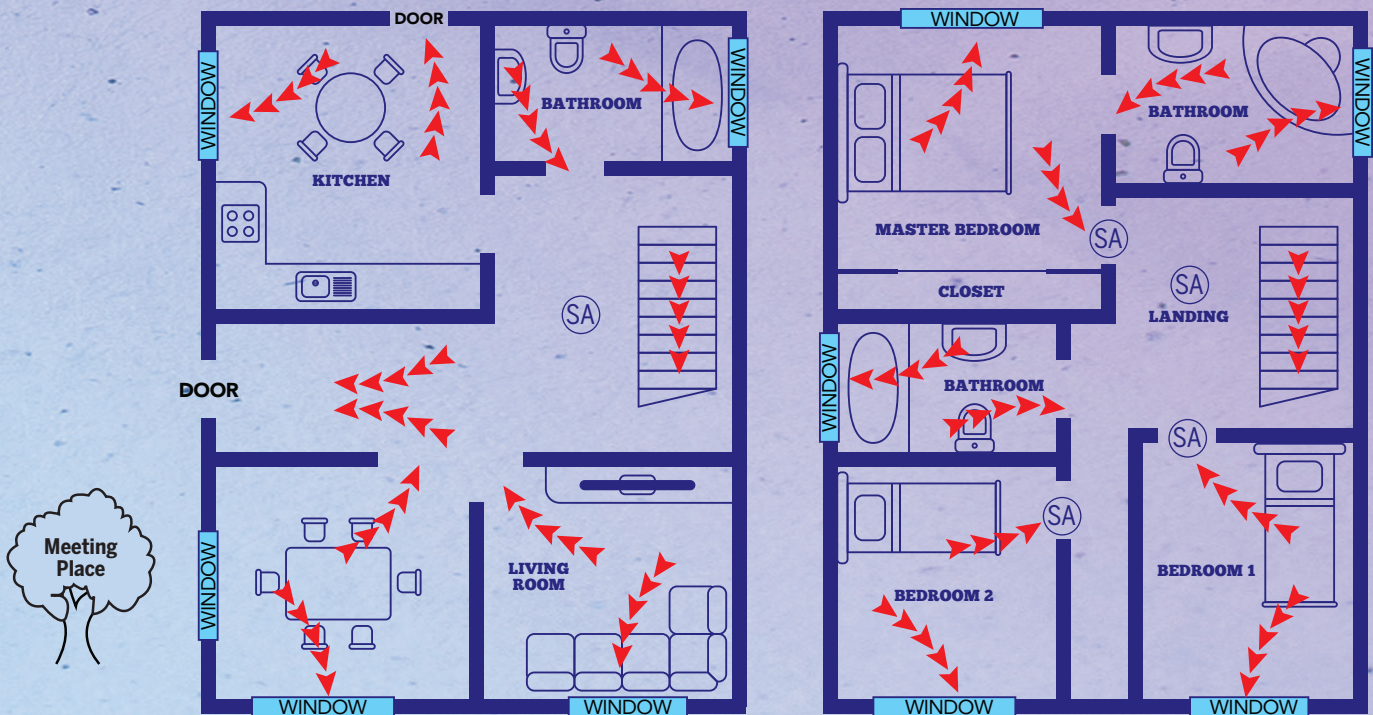 DOOR
WINDOW
KITCHEN
BATHROOM
WINDOW
SA
DOOR
Meeting
Place
WINDOW
LIVING
ROOM
WINDOW
WINDOW
WINDOW
MASTER BEDROOM
SA
CLOSET
BATHROOM
WINDOW
SA
LANDING
WINDOW
BATHROOM
SA
BEDROOM 2
SA
BEDROOM 1
WINDOW
WINDOW